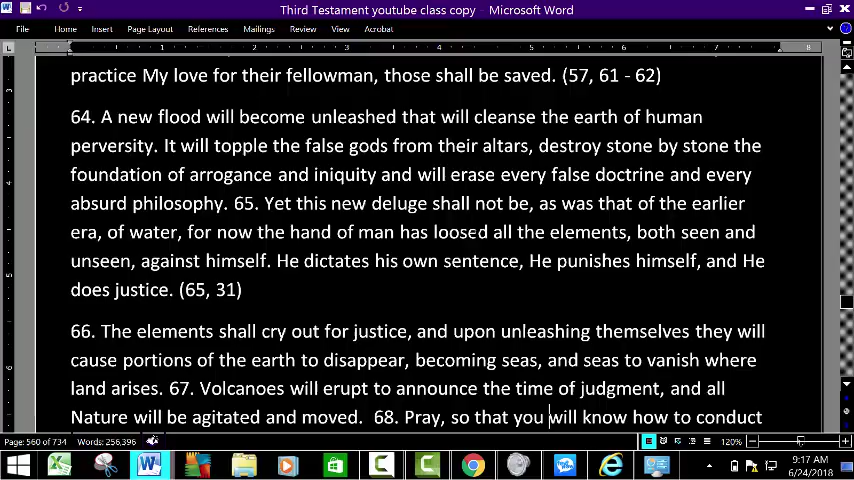 Third Testament youtube class copy - Microsoft Word
File Home Insert Page Layout References Mailings Review View Acrobat
practice My love for their fellowman, those shall be saved. (57, 61 - 62)
64. A new flood will become unleashed that will cleanse the earth of human
perversity. It will topple the false gods from their altars, destroy stone by stone the
foundation of arrogance and iniquity and will erase every false doctrine and every
absurd philosophy. 65. Yet this new deluge shall not be, as was that of the earlier
era, of water, for now the hand of man has loosed all the elements, both seen and
unseen, against himself. He dictates his own sentence, He punishes himself, and He
does justice. (65, 31)
66. The elements shall cry out for justice, and upon unleashing themselves they will
cause portions of the earth to disappear, becoming seas, and seas to vanish where
land arises. 67. Volcanoes will erupt to announce the time of judgment, and all
Nature will be agitated and moved. 68. Pray, so that you will know how to conduct
Page: 560 of 734 Words: 256,396 120%
9:17 AM
6/24/2018